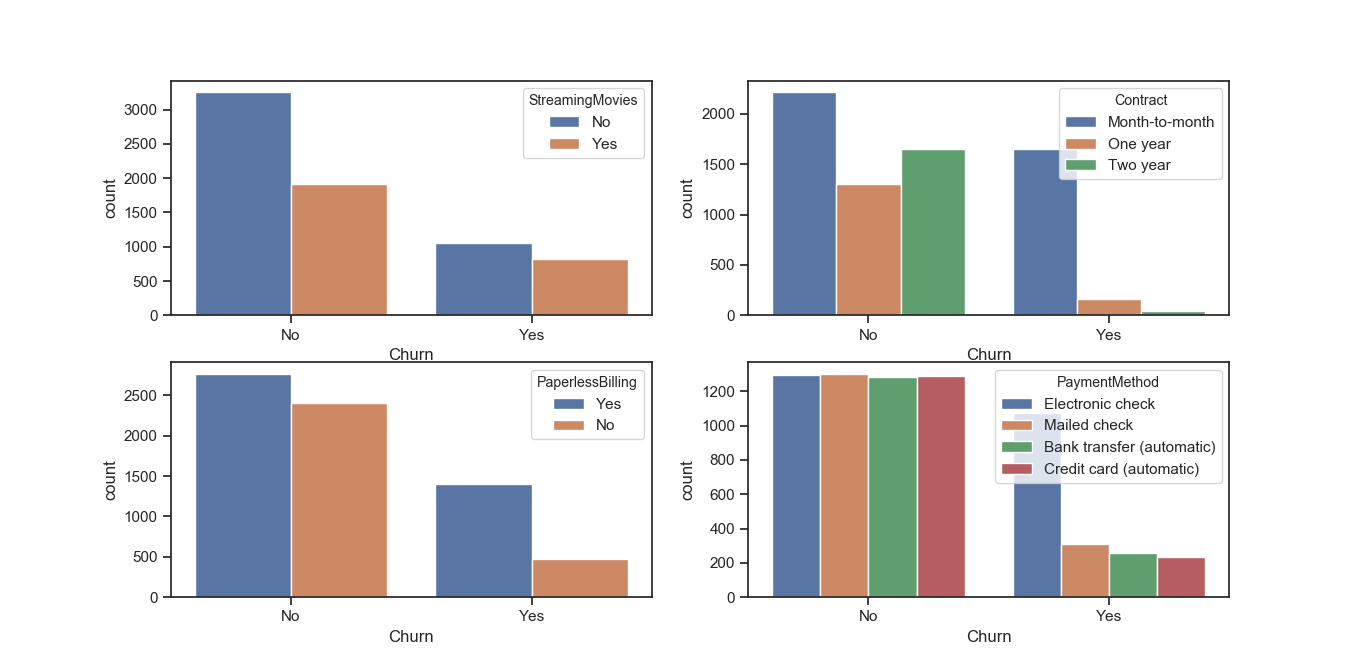 StreamingMovies
No
Yes
3000
2500
2000
1500
1000
500
0
count
No
Yes
Churn
Contract
Month-to-month
One year
Two year
2000
1500
1000
500
0
count
No
Yes
Churn
PaperlessBilling
Yes
No
2500
2000
1500
1000
500
0
count
No
Yes
Churn
PaymentMethod
Electronic check
Mailed check
Bank transfer (automatic)
Credit card (automatic)
1200
1000
800
600
400
200
0
count
No
Yes
Churn